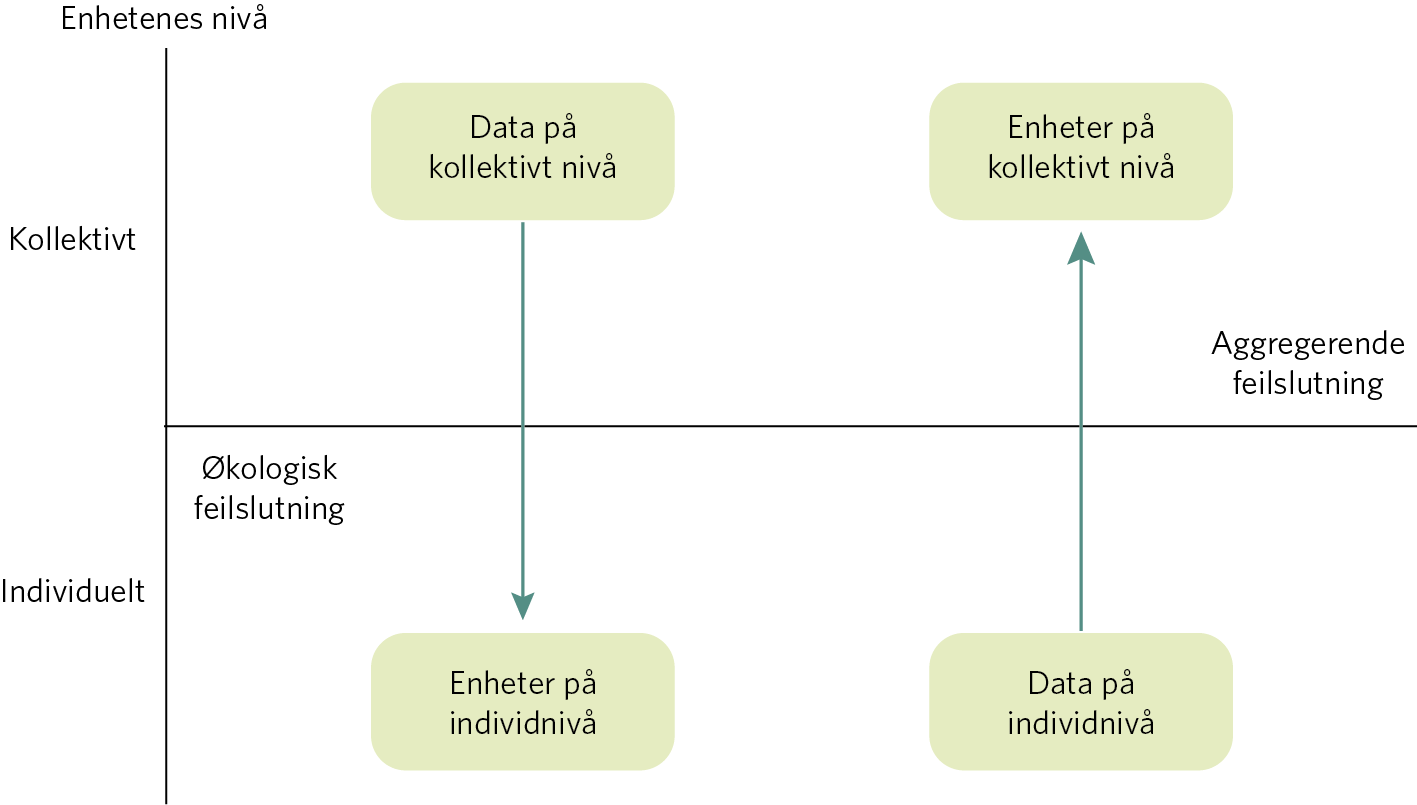 Enhetenes nivå
Data på
kollektivt nivå
Enheter på
kollektivt nivå
Kollektivt
Aggregerende
feilslutning
Økologisk
feilslutning
Individuelt
Enheter på
individnivå
Data på
individnivå